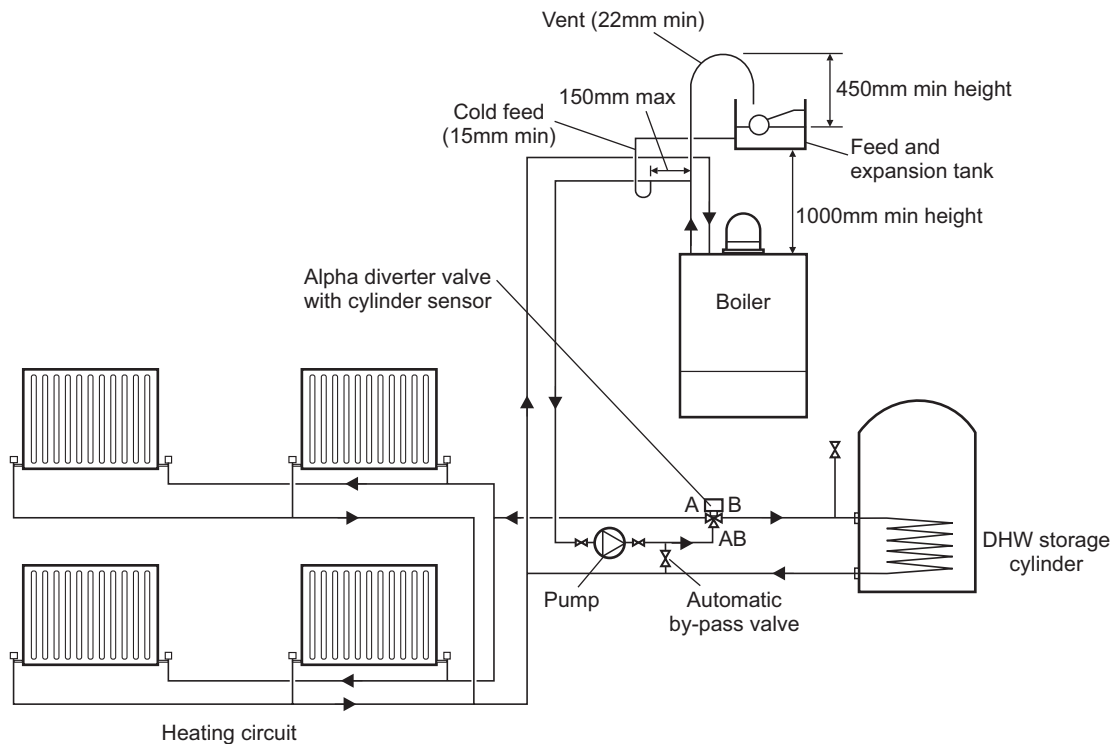 Vent (22mm min)
450mm min height
150mm max
Cold feed
(15mm min)
Feed and
expansion tank
1000mm min height
Alpha diverter valve
with cylinder sensor
Boiler
A
B
AB
DHW storage
cylinder
Pump
Automatic
by-pass valve
Heating circuit